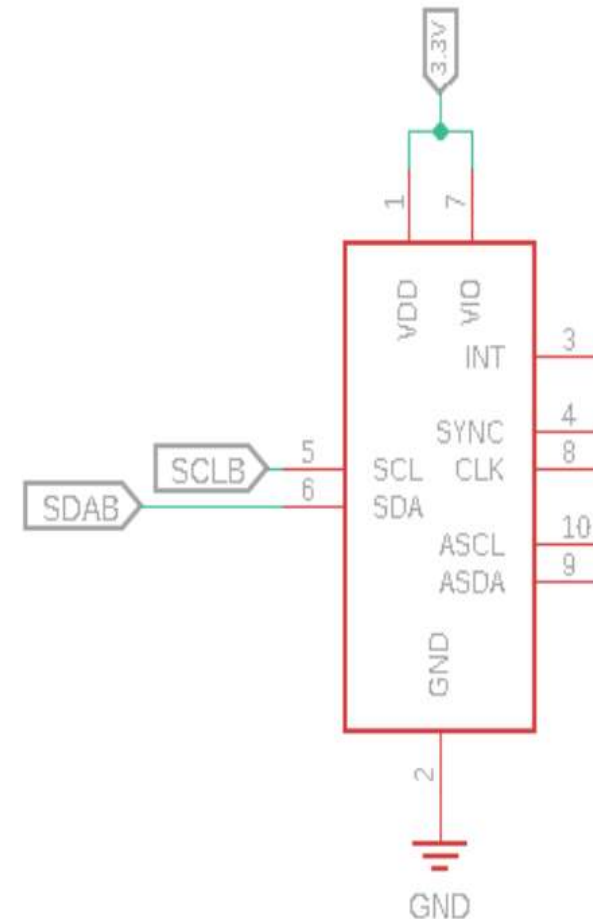 3.3V
1
7
VDD
VIO
INT
3
SYNC
4
SCLB
5
SCL
CLK
8
SDAB
6
SDA
ASCL
10
ASDA
9
GND
2
GND